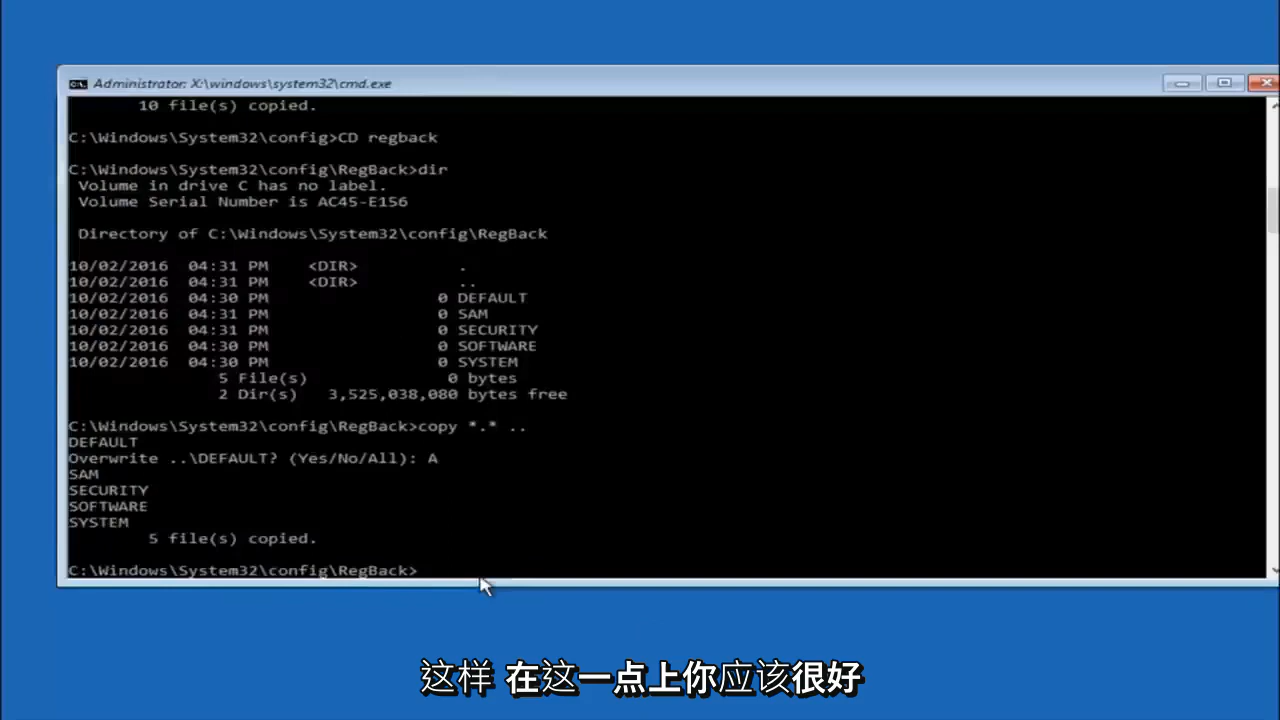 Administrator: X:\windows\system32\cmd.exe
10 file(s) copied.
C:\Windows\System32\config>CD regback
C:\Windows\System32\config\RegBack>dir
Volume in drive C has no label.
Volume Serial Number is AC45-E156
Directory of C:\Windows\System32\config\RegBack
10/02/2016 04:31 PM <DIR> .
10/02/2016 04:31 PM <DIR> ..
10/02/2016 04:30 PM 0 DEFAULT
10/02/2016 04:31 PM 0 SAM
10/02/2016 04:31 PM 0 SECURITY
10/02/2016 04:30 PM 0 SOFTWARE
10/02/2016 04:30 PM 0 SYSTEM
5 File(s) 0 bytes
2 Dir(s) 3,525,038,080 bytes free
C:\Windows\System32\config\RegBack>copy *.* ..
DEFAULT
Overwrite ..\DEFAULT? (Yes/No/All): A
SAM
SECURITY
SOFTWARE
SYSTEM
5 file(s) copied.
C:\Windows\System32\config\RegBack>
这样 在这一点上你应该很好